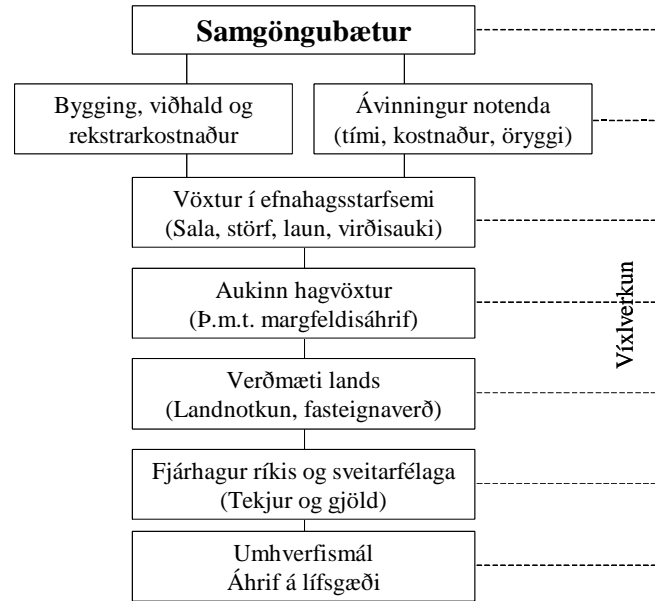 Samgöngubætur
Bygging, viðhald og
rekstrarkostnaður
Ávinningur notenda
(tími, kostnaður, öryggi)
Vöxtur í efnahagsstarfsemi
(Sala, störf, laun, virðisauki)
Aukinn hagvöxtur
(Þ.m.t. margfeldisáhrif)
Verðmæti lands
(Landnotkun, fasteignaverð)
Fjárhagur ríkis og sveitarfélaga
(Tekjur og gjöld)
Umhverfismál
Áhrif á lífsgæði
Víxlverkun